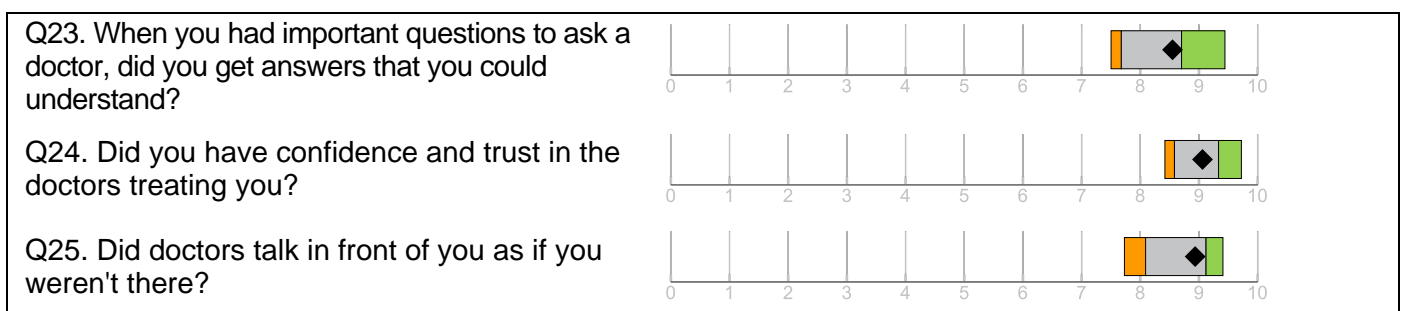 Q23. When you had important questions to ask a
doctor, did you get answers that you could
understand?
0 1 2 3 4 5 6 7 8 9 10
Q24. Did you have confidence and trust in the
doctors treating you?
0 1 2 3 4 5 6 7 8 9 10
Q25. Did doctors talk in front of you as if you
weren't there?
0 1 2 3 4 5 6 7 8 9 10